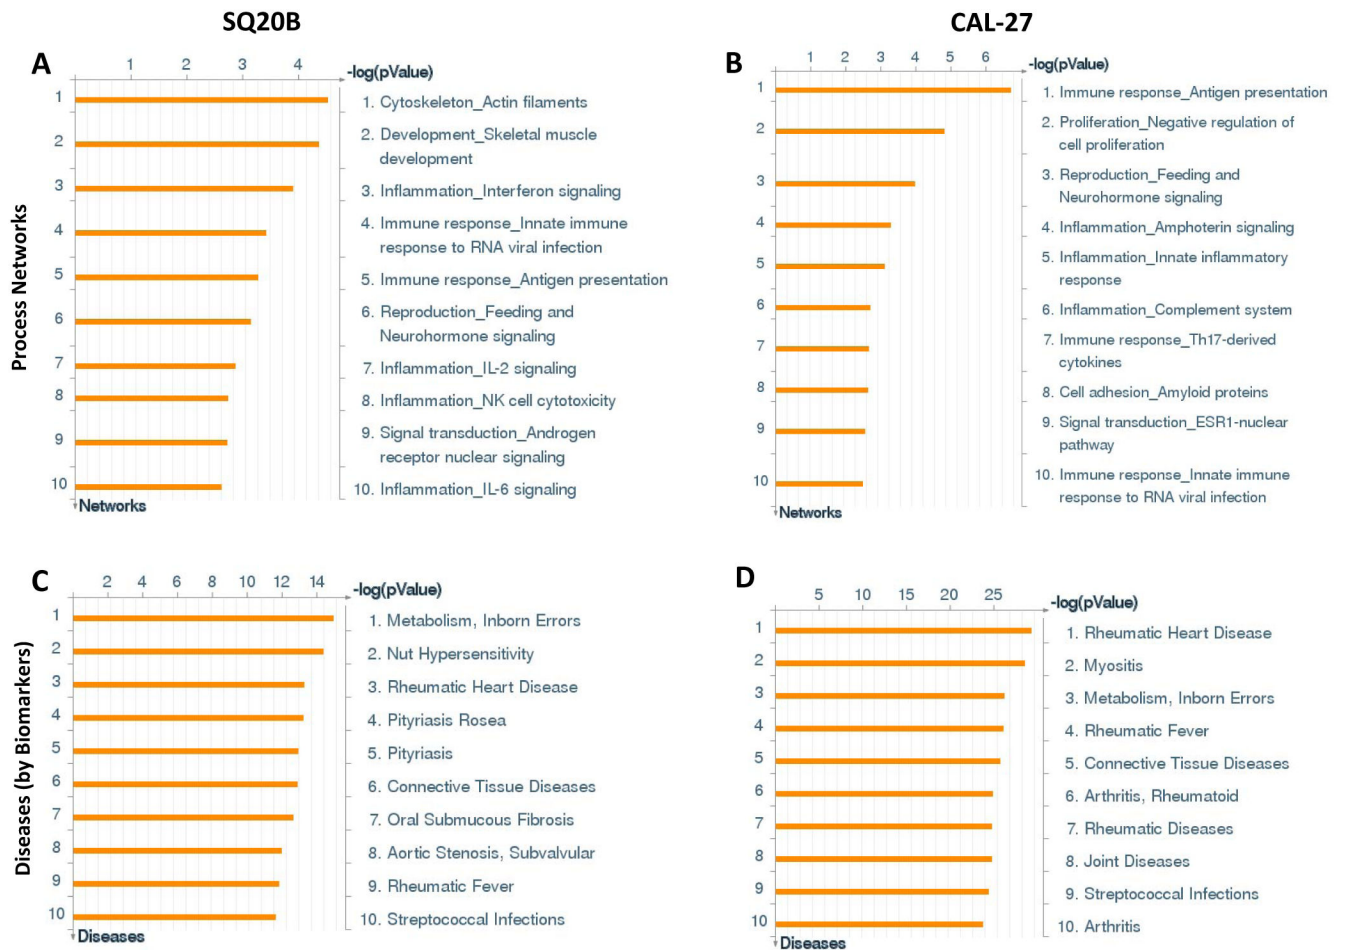 SQ20B
CAL-27
Process Networks
A
1 2 3 4
-log(pValue)
1
2
3
4
5
6
7
8
9
10
Networks
1. Cytoskeleton_Actin filaments
2. Development_Skeletal muscle
development
3. Inflammation_Interferon signaling
4. Immune response_Innate immune
response to RNA viral infection
5. Immune response_Antigen presentation
6. Reproduction_Feeding and
Neurohormone signaling
7. Inflammation_IL-2 signaling
8. Inflammation_NK cell cytotoxicity
9. Signal transduction_Androgen
receptor nuclear signaling
10. Inflammation_IL-6 signaling
B
1 2 3 4 5 6
-log(pValue)
1
2
3
4
5
6
7
8
9
10
Networks
1. Immune response_Antigen presentation
2. Proliferation_Negative regulation of
cell proliferation
3. Reproduction_Feeding and
Neurohormone signaling
4. Inflammation_Amphoterin signaling
5. Inflammation_Innate inflammatory
response
6. Inflammation_Complement system
7. Immune response_Th17-derived
cytokines
8. Cell adhesion_Amyloid proteins
9. Signal transduction_ESR1-nuclear
pathway
10. Immune response_Innate immune
response to RNA viral infection
Diseases (by Biomarkers)
C
2 4 6 8 10 12 14
-log(pValue)
1
2
3
4
5
6
7
8
9
10
Diseases
1. Metabolism, Inborn Errors
2. Nut Hypersensitivity
3. Rheumatic Heart Disease
4. Pityriasis Rosea
5. Pityriasis
6. Connective Tissue Diseases
7. Oral Submucous Fibrosis
8. Aortic Stenosis, Subvalvular
9. Rheumatic Fever
10. Streptococcal Infections
D
5 10 15 20 25
-log(pValue)
1
2
3
4
5
6
7
8
9
10
Diseases
1. Rheumatic Heart Disease
2. Myositis
3. Metabolism, Inborn Errors
4. Rheumatic Fever
5. Connective Tissue Diseases
6. Arthritis, Rheumatoid
7. Rheumatic Diseases
8. Joint Diseases
9. Streptococcal Infections
10. Arthritis